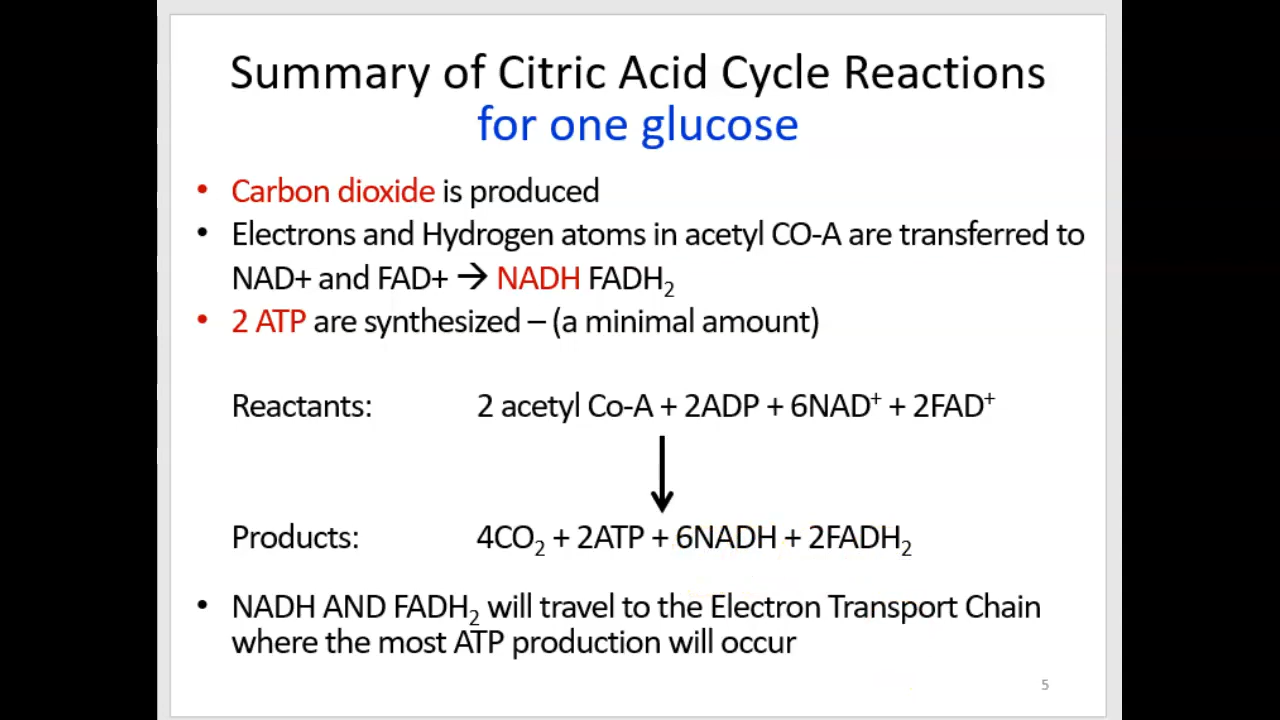 Summary of Citric Acid Cycle Reactions
for one glucose
• Carbon dioxide is produced
• Electrons and Hydrogen atoms in acetyl CO-A are transferred to
NAD+ and FAD+ → NADH FADH₂
• 2 ATP are synthesized – (a minimal amount)
Reactants: 2 acetyl Co-A + 2ADP + 6NAD⁺ + 2FAD⁺
Products: 4CO₂ + 2ATP + 6NADH + 2FADH₂
• NADH AND FADH₂ will travel to the Electron Transport Chain
where the most ATP production will occur
5